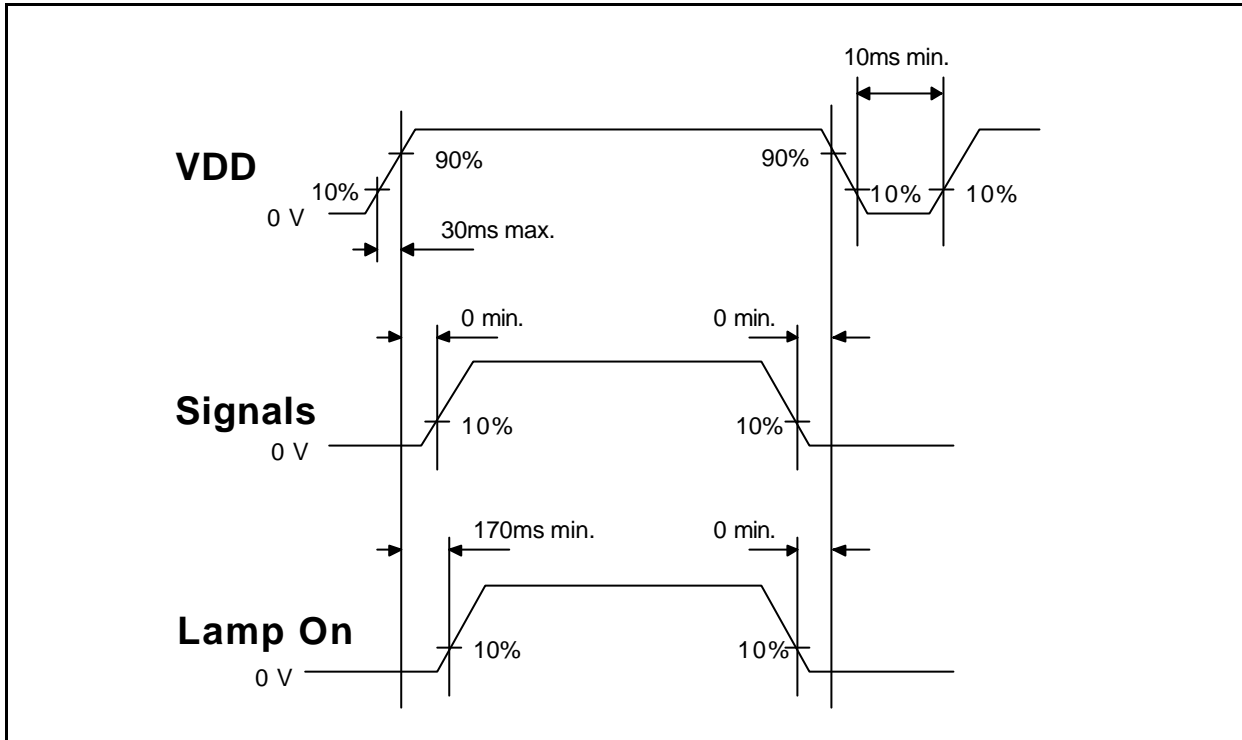 10ms min.
VDD
90%
90%
10%
10%
10%
0 V
30ms max.
0 min.
0 min.
Signals
10%
10%
0 V
170ms min.
0 min.
Lamp On
10%
10%
0 V